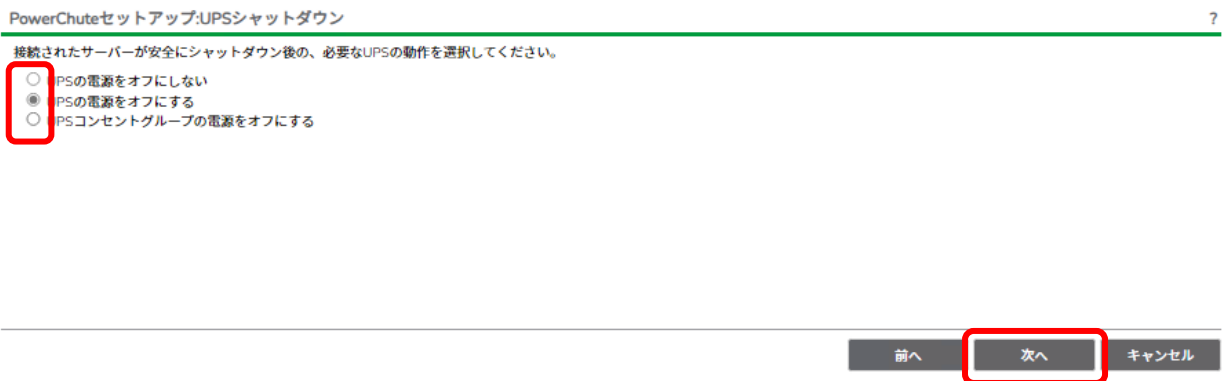 PowerChuteセットアップ:UPSシャットダウン ?
接続されたサーバーが安全にシャットダウン後の、必要なUPSの動作を選択してください。
UPSの電源をオフにしない
UPSの電源をオフにする
UPSコンセントグループの電源をオフにする
前へ 次へ キャンセル